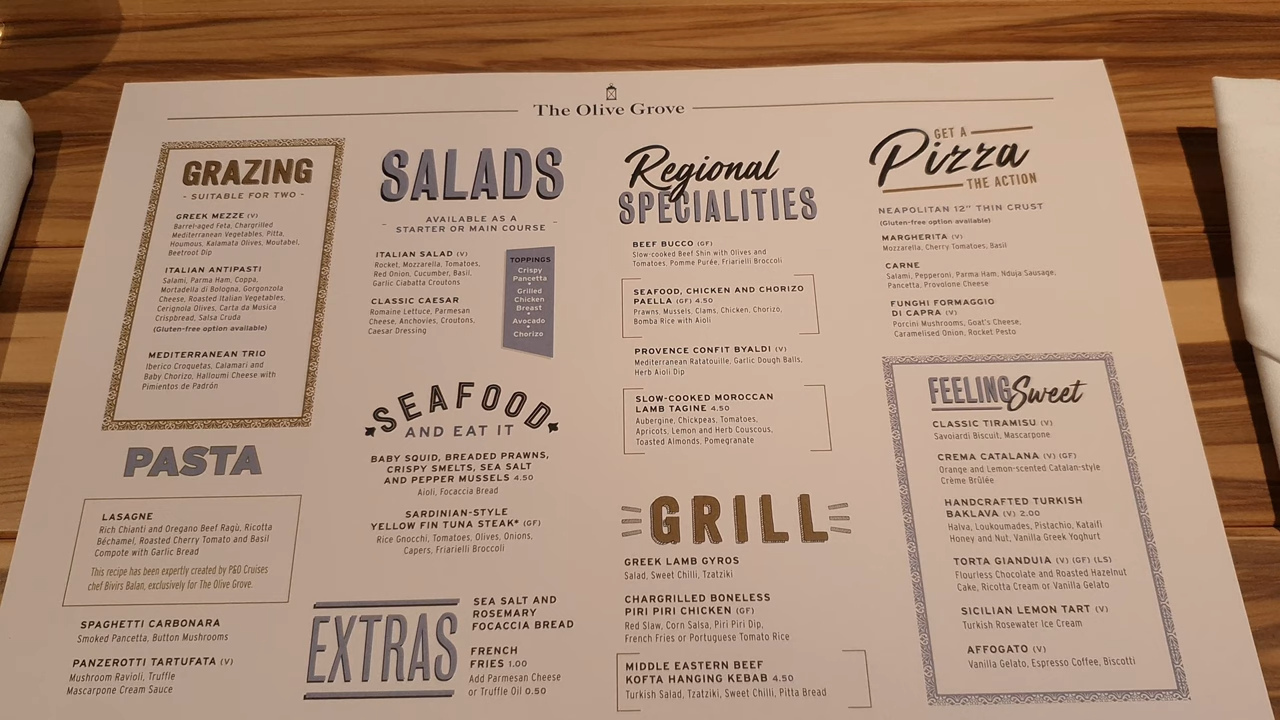 The Olive Grove
GRAZING
- SUITABLE FOR TWO -
GREEK MEZZE (V)
Barrel-aged Feta, Chargrilled
Mediterranean Vegetables, Pitta,
Houmous, Kalamata Olives, Moutabel,
Beetroot Dip
ITALIAN ANTIPASTI
Salami, Parma Ham, Coppa,
Mortadella di Bologna, Gorgonzola
Cheese, Roasted Italian Vegetables,
Cerignola Olives, Carta da Musica
Crispbread, Salsa Cruda
(Gluten-free option available)
MEDITERRANEAN TRIO
Iberico Croquetas, Calamari and
Baby Chorizo, Halloumi Cheese with
Pimientos de Padrón
PASTA
LASAGNE
Rich Chianti and Oregano Beef Ragù, Ricotta
Béchamel, Roasted Cherry Tomato and Basil
Compote with Garlic Bread
This recipe has been expertly created by P&O Cruises
chef Bivirs Balan, exclusively for The Olive Grove.
SPAGHETTI CARBONARA
Smoked Pancetta, Button Mushrooms
PANZEROTTI TARTUFATA (V)
Mushroom Ravioli, Truffle
Mascarpone Cream Sauce
SALADS
AVAILABLE AS A
STARTER OR MAIN COURSE
ITALIAN SALAD (V)
Rocket, Mozzarella, Tomatoes,
Red Onion, Cucumber, Basil,
Garlic Ciabatta Croutons
CLASSIC CAESAR
Romaine Lettuce, Parmesan
Cheese, Anchovies, Croutons,
Caesar Dressing
TOPPINGS
Crispy
Pancetta
•
Grilled
Chicken
Breast
•
Avocado
•
Chorizo
SEAFOOD
AND EAT IT
BABY SQUID, BREADED PRAWNS,
CRISPY SMELTS, SEA SALT
AND PEPPER MUSSELS 4.50
Aioli, Focaccia Bread
SARDINIAN-STYLE
YELLOW FIN TUNA STEAK* (GF)
Rice Gnocchi, Tomatoes, Olives, Onions,
Capers, Friarielli Broccoli
EXTRAS
SEA SALT AND
ROSEMARY
FOCACCIA BREAD
FRENCH
FRIES 1.00
Add Parmesan Cheese
or Truffle Oil 0.50
Regional
SPECIALITIES
BEEF BUCCO (GF)
Slow-cooked Beef Shin with Olives and
Tomatoes, Pomme Purée, Friarielli Broccoli
SEAFOOD, CHICKEN AND CHORIZO
PAELLA (GF) 4.50
Prawns, Mussels, Clams, Chicken, Chorizo,
Bomba Rice with Aioli
PROVENCE CONFIT BYALDI (V)
Mediterranean Ratatouille, Garlic Dough Balls,
Herb Aioli Dip
SLOW-COOKED MOROCCAN
LAMB TAGINE 4.50
Aubergine, Chickpeas, Tomatoes,
Apricots, Lemon and Herb Couscous,
Toasted Almonds, Pomegranate
GRILL
GREEK LAMB GYROS
Salad, Sweet Chilli, Tzatziki
CHARGRILLED BONELESS
PIRI PIRI CHICKEN (GF)
Red Slaw, Corn Salsa, Piri Piri Dip,
French Fries or Portuguese Tomato Rice
MIDDLE EASTERN BEEF
KOFTA HANGING KEBAB 4.50
Turkish Salad, Tzatziki, Sweet Chilli, Pitta Bread
GET A
Pizza
THE ACTION
NEAPOLITAN 12" THIN CRUST
(Gluten-free option available)
MARGHERITA (V)
Mozzarella, Cherry Tomatoes, Basil
CARNE
Salami, Pepperoni, Parma Ham, Nduja Sausage,
Pancetta, Provolone Cheese
FUNGHI FORMAGGIO
DI CAPRA (V)
Porcini Mushrooms, Goat's Cheese,
Caramelised Onion, Rocket Pesto
FEELING Sweet
CLASSIC TIRAMISU (V)
Savoiardi Biscuit, Mascarpone
CREMA CATALANA (V) (GF)
Orange and Lemon-scented Catalan-style
Crème Brûlée
HANDCRAFTED TURKISH
BAKLAVA (V) 2.00
Halva, Loukoumades, Pistachio, Kataifi
Honey and Nut, Vanilla Greek Yoghurt
TORTA GIANDUIA (V) (GF) (LS)
Flourless Chocolate and Roasted Hazelnut
Cake, Ricotta Cream or Vanilla Gelato
SICILIAN LEMON TART (V)
Turkish Rosewater Ice Cream
AFFOGATO (V)
Vanilla Gelato, Espresso Coffee, Biscotti